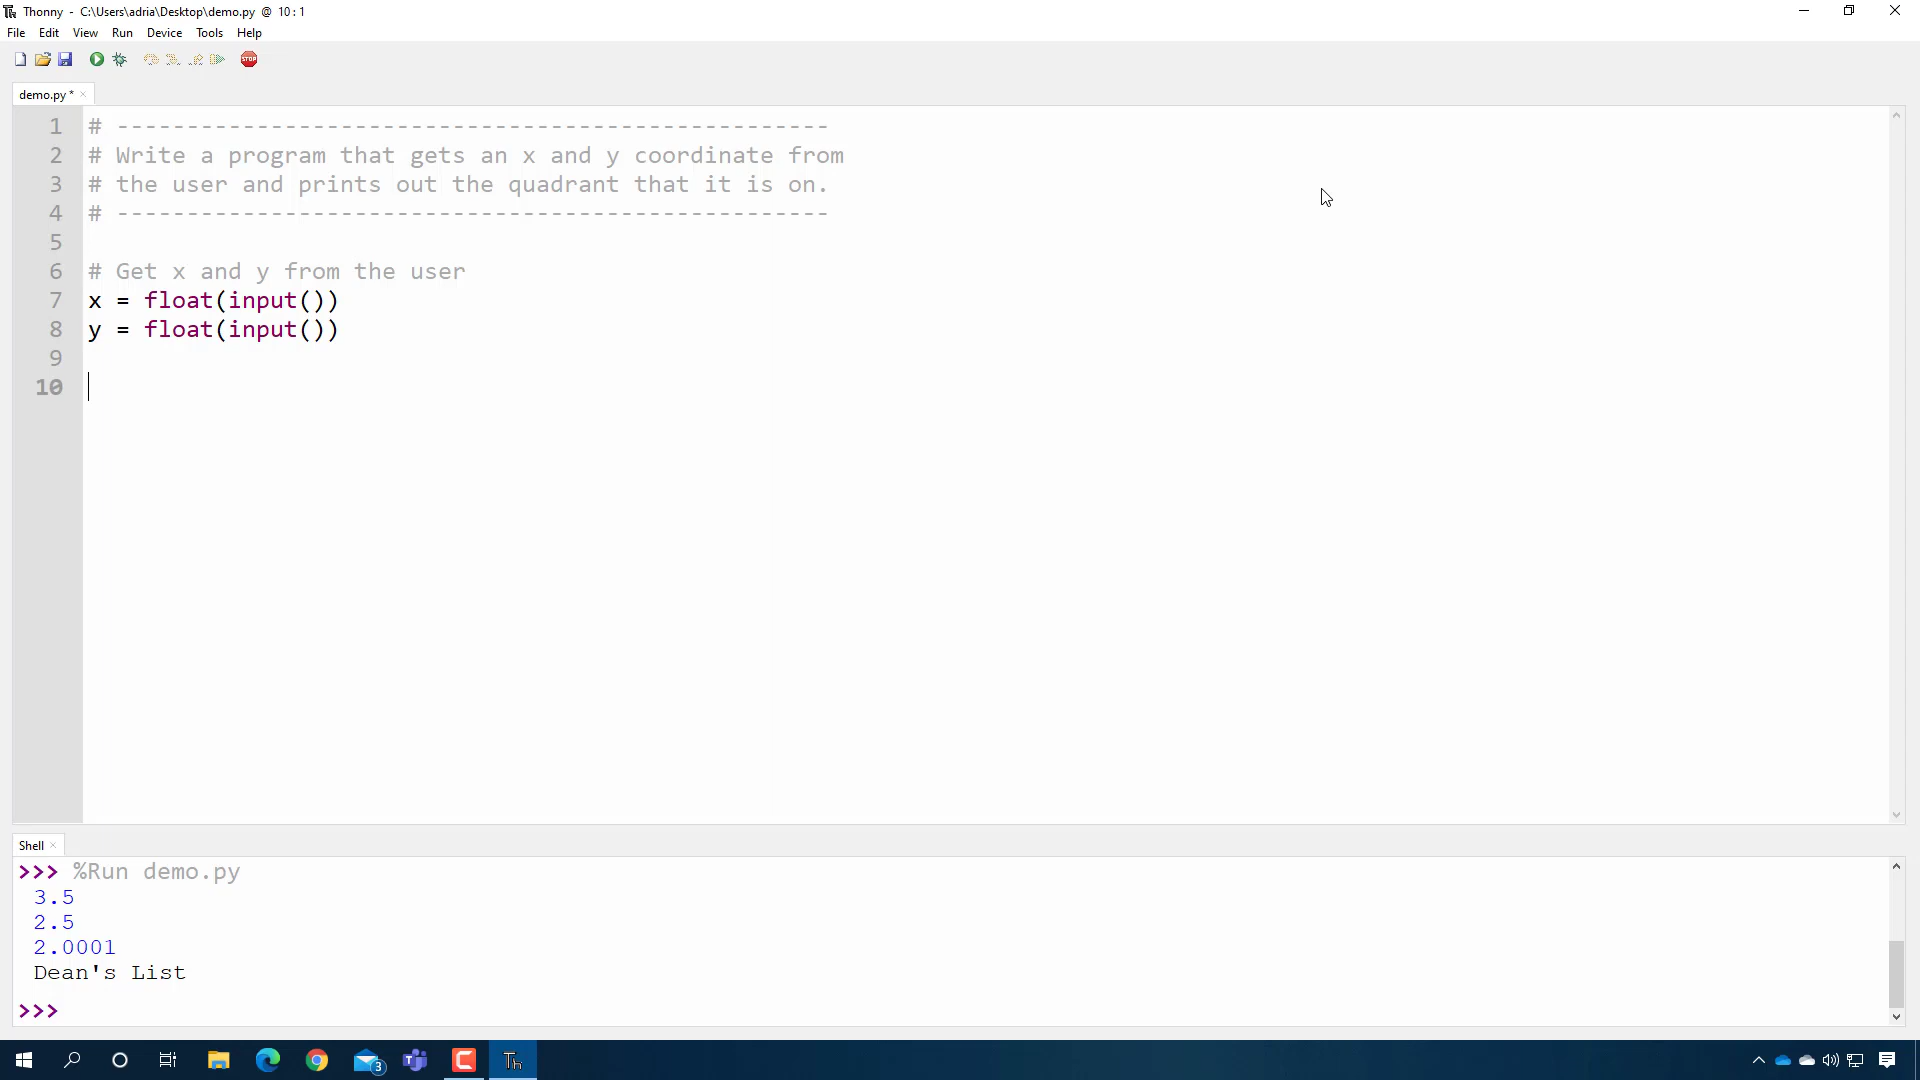 Thonny - C:\Users\adria\Desktop\demo.py @ 10 : 1
File Edit View Run Device Tools Help
STOP
demo.py * ×
1 # ---------------------------------------------------
2 # Write a program that gets an x and y coordinate from
3 # the user and prints out the quadrant that it is on.
4 # ---------------------------------------------------
5
6 # Get x and y from the user
7 x = float(input())
8 y = float(input())
9
10
Shell ×
>>> %Run demo.py
3.5
2.5
2.0001
Dean's List
>>>
3
Th